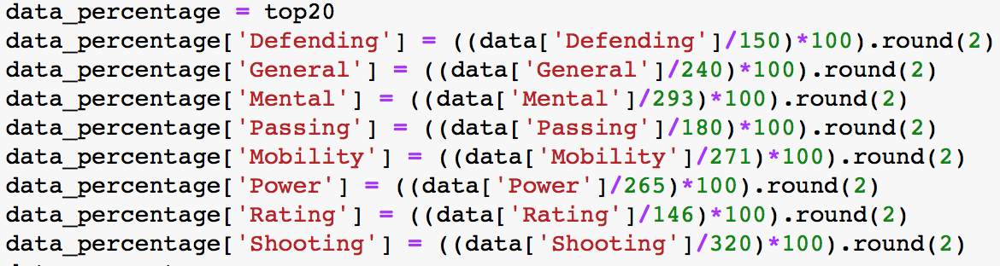 data_percentage = top20
data_percentage['Defending'] = ((data['Defending']/150)*100).round(2)
data_percentage['General'] = ((data['General']/240)*100).round(2)
data_percentage['Mental'] = ((data['Mental']/293)*100).round(2)
data_percentage['Passing'] = ((data['Passing']/180)*100).round(2)
data_percentage['Mobility'] = ((data['Mobility']/271)*100).round(2)
data_percentage['Power'] = ((data['Power']/265)*100).round(2)
data_percentage['Rating'] = ((data['Rating']/146)*100).round(2)
data_percentage['Shooting'] = ((data['Shooting']/320)*100).round(2)